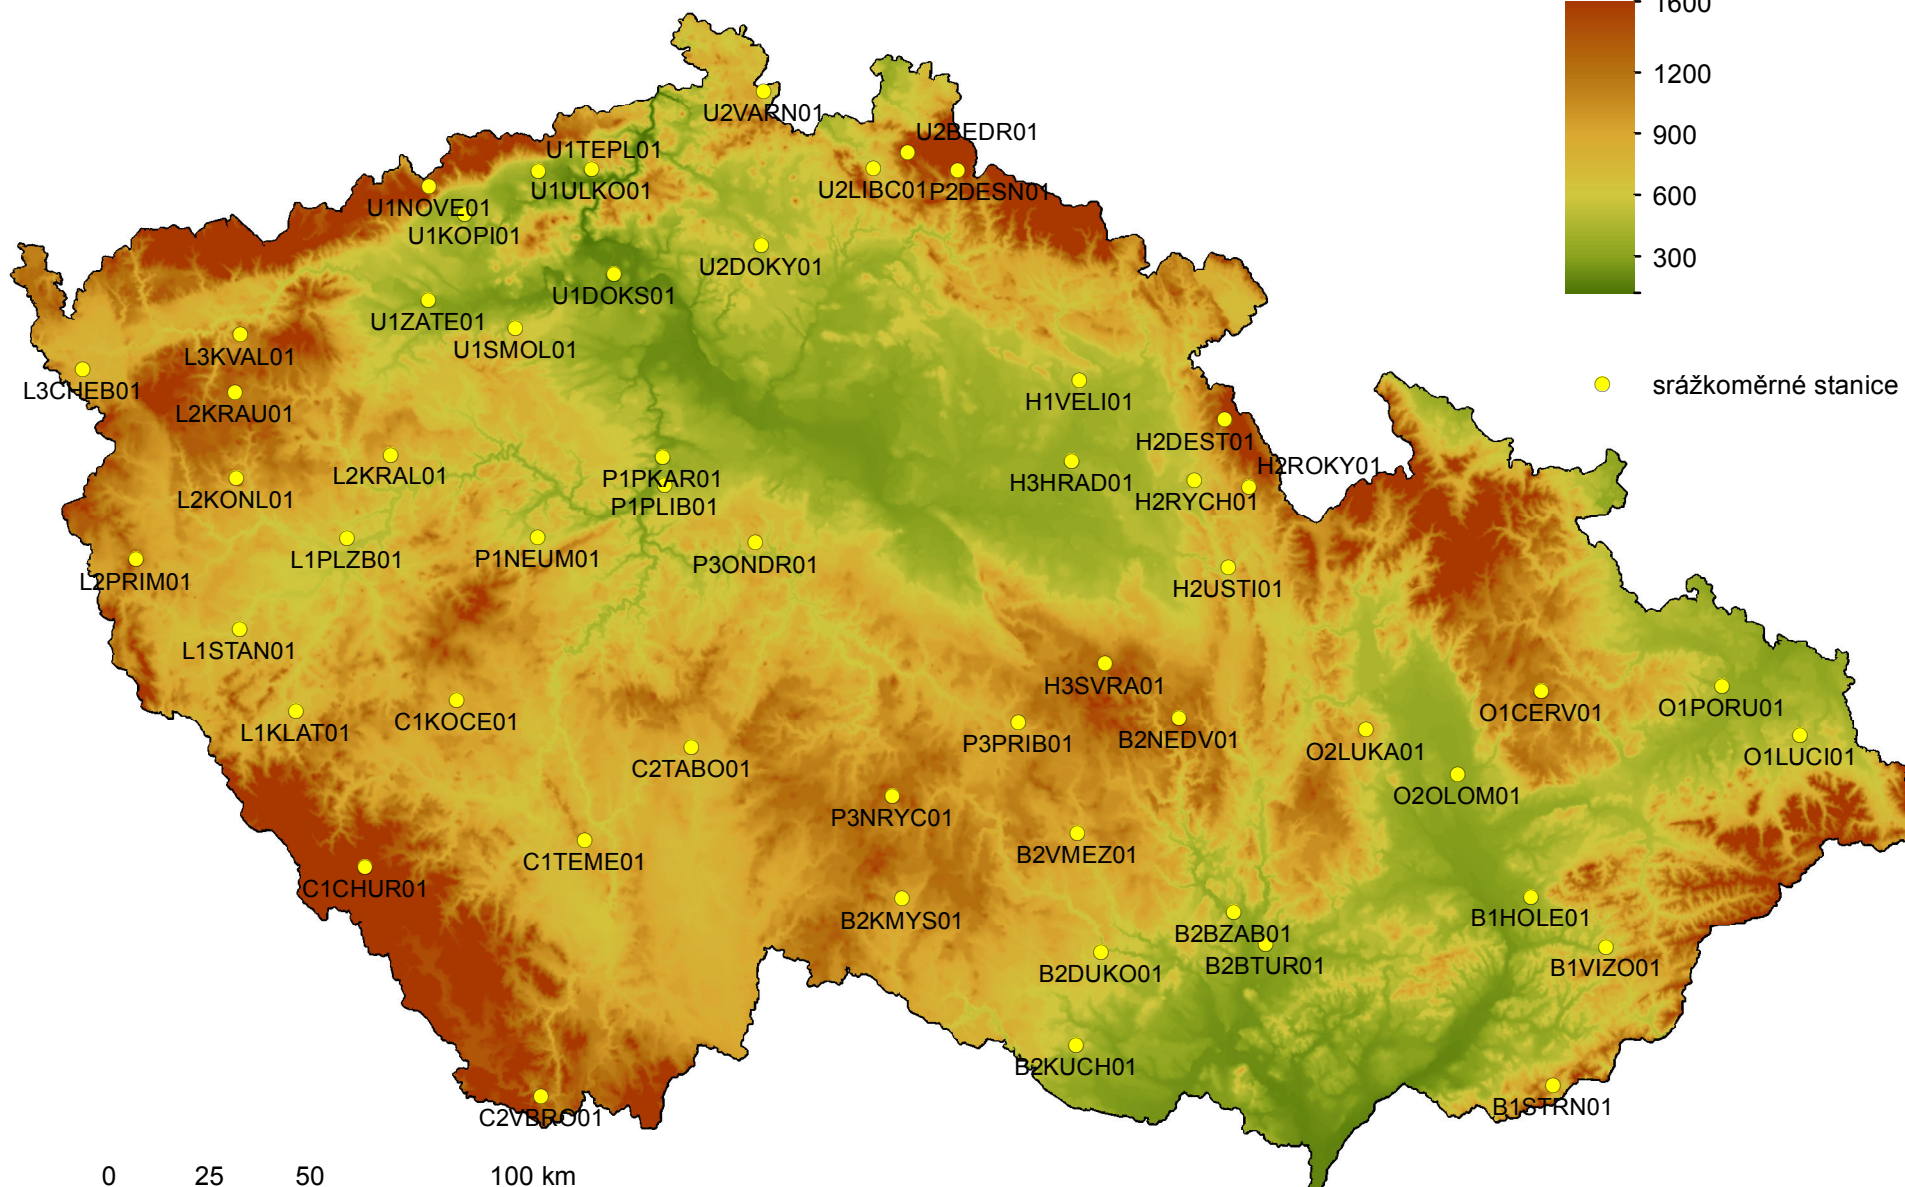 1600
1200
900
600
300
srážkoměrné stanice
U2VARN01
U2BEDR01
U1TEPL01
U1ULKO01
U2LIBC01
P2DESN01
U1NOVE01
U1KOPI01
U2DOKY01
U1DOKS01
U1ZATE01
U1SMOL01
L3KVAL01
L3CHEB01
L2KRAU01
H1VELI01
H2DEST01
H2ROKY01
L2KRAL01
P1PKAR01
H3HRAD01
L2KONL01
P1PLIB01
H2RYCH01
L1PLZB01
P1NEUM01
P3ONDR01
L2PRIM01
H2USTI01
L1STAN01
H3SVRA01
L1KLAT01
C1KOCE01
P3PRIB01
B2NEDV01
O2LUKA01
O1CERV01
O1PORU01
O1LUCI01
C2TABO01
O2OLOM01
P3NRYC01
C1TEME01
B2VMEZ01
C1CHUR01
B2KMYS01
B2BZAB01
B1HOLE01
B2DUKO01
B2BTUR01
B1VIZO01
B2KUCH01
C2VBRO01
B1STRN01
0 25 50 100 km